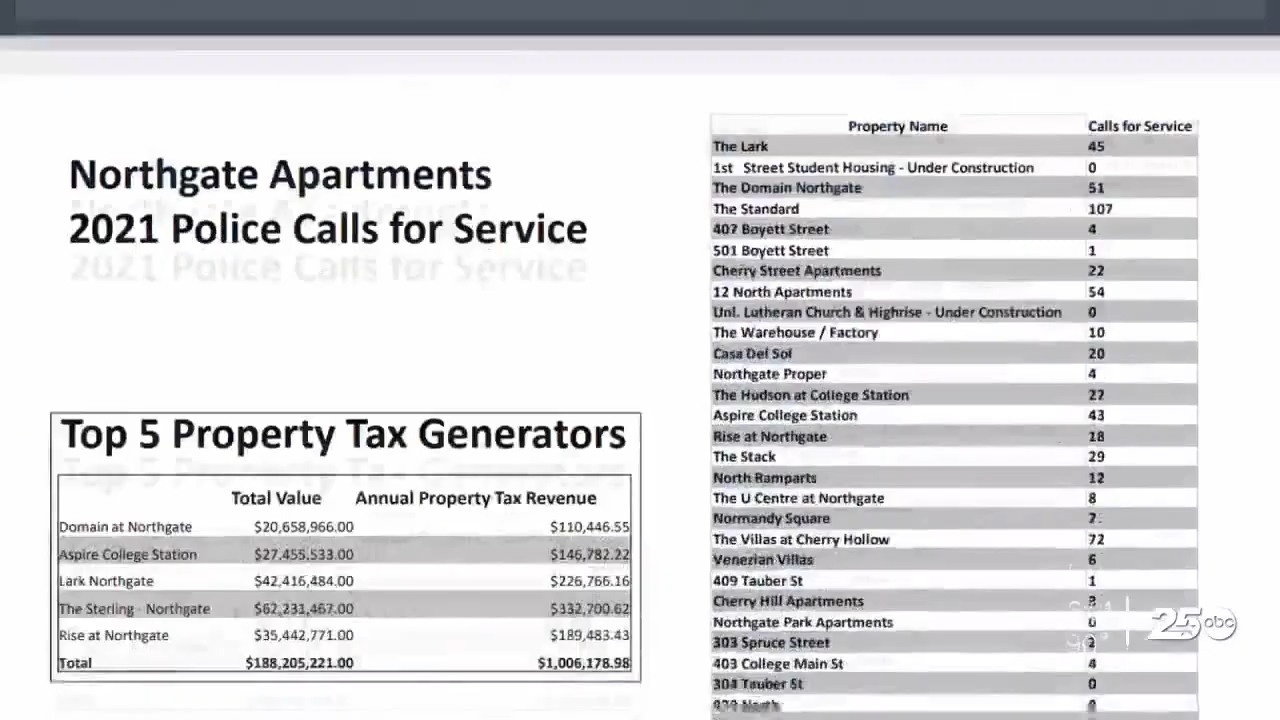 Northgate Apartments
2021 Police Calls for Service
Top 5 Property Tax Generators
Total Value Annual Property Tax Revenue
Domain at Northgate $20,658,966.00 $110,446.55
Aspire College Station $27,455,533.00 $146,782.22
Lark Northgate $42,416,484.00 $226,766.16
The Sterling - Northgate $62,231,467.00 $332,700.62
Rise at Northgate $35,442,771.00 $189,483.43
Total $188,205,221.00 $1,006,178.98
Property Name Calls for Service
The Lark 45
1st Street Student Housing - Under Construction 0
The Domain Northgate 51
The Standard 107
407 Boyett Street 4
501 Boyett Street 1
Cherry Street Apartments 22
12 North Apartments 54
Uni. Lutheran Church & Highrise - Under Construction 0
The Warehouse / Factory 10
Casa Del Sol 20
Northgate Proper 4
The Hudson at College Station 27
Aspire College Station 43
Rise at Northgate 18
The Stack 29
North Ramparts 12
The U Centre at Northgate 8
Normandy Square 7
The Villas at Cherry Hollow 72
Venezian Villas 6
409 Tauber St 1
Cherry Hill Apartments
Northgate Park Apartments 0
303 Spruce Street 2
403 College Main St 4
304 Tauber St 0
North
25 abc